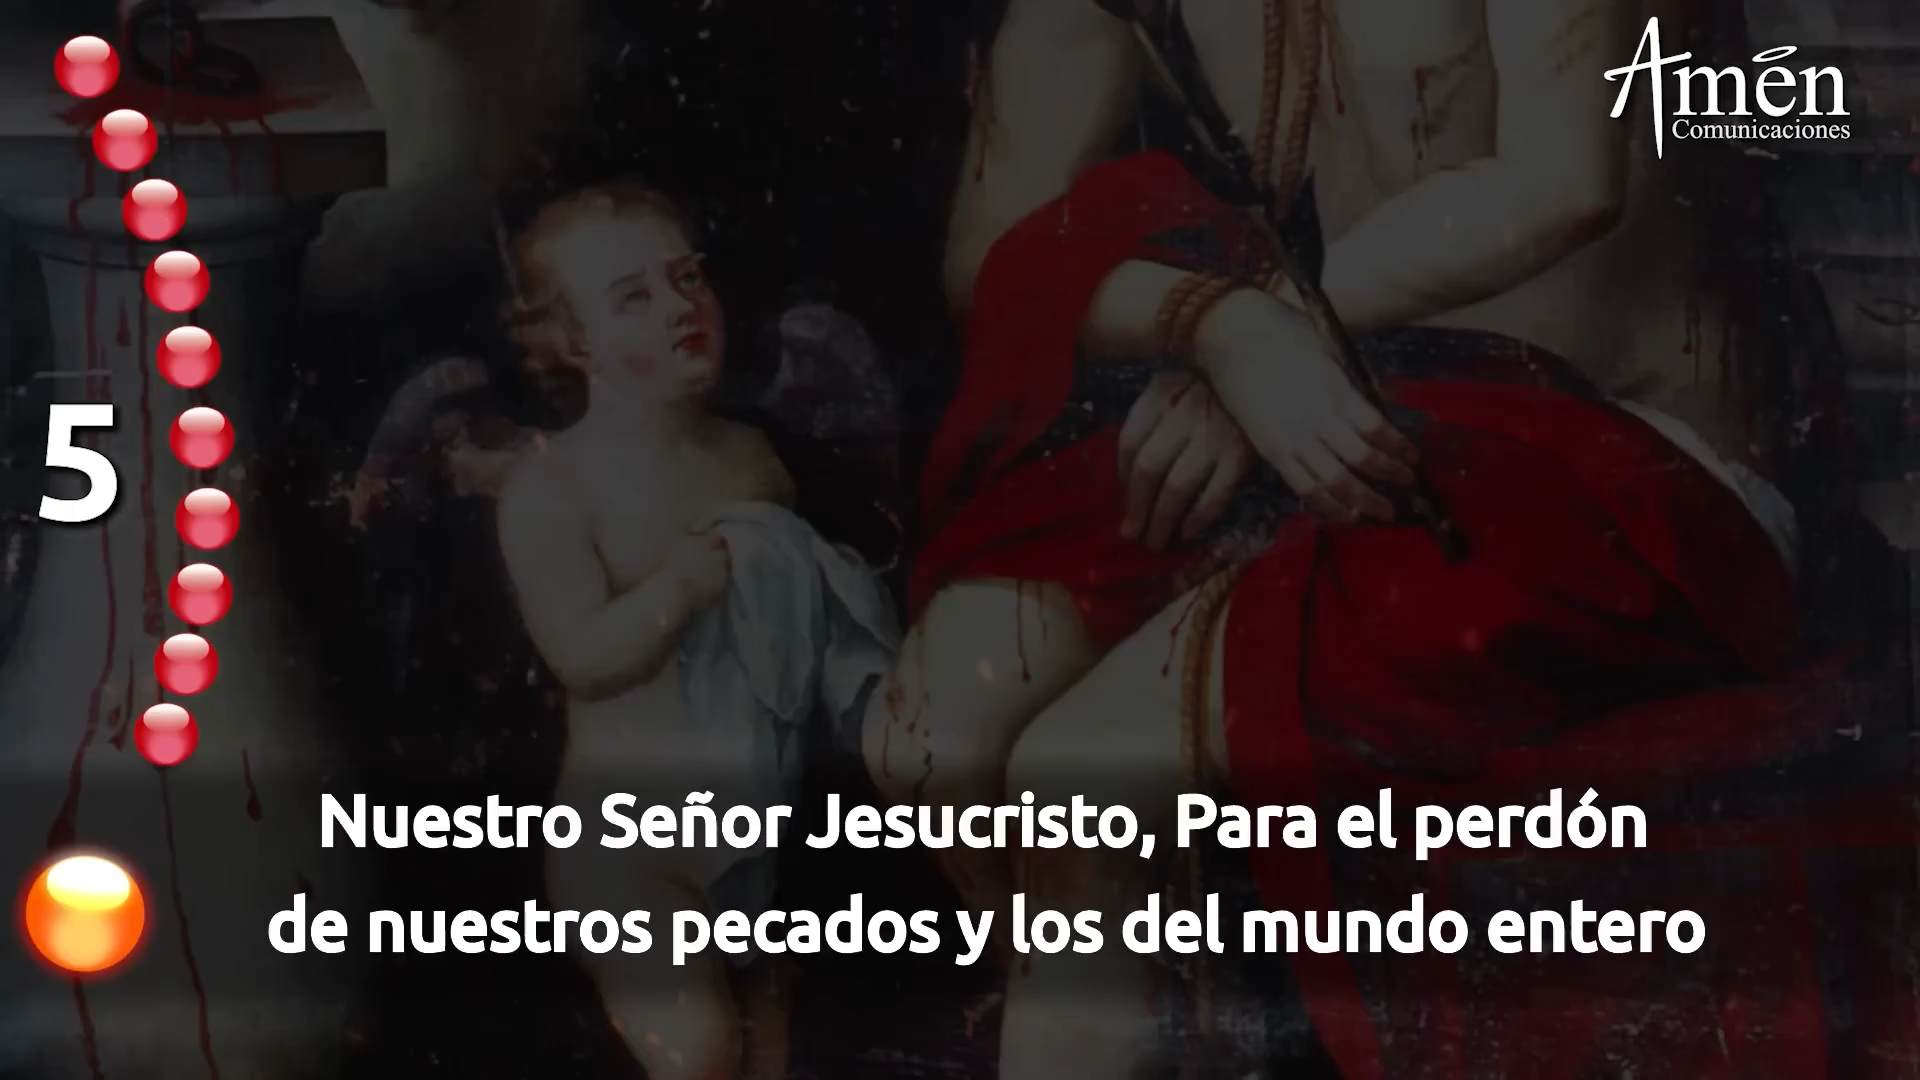 Amén
Comunicaciones
5
Nuestro Señor Jesucristo, Para el perdón
de nuestros pecados y los del mundo entero